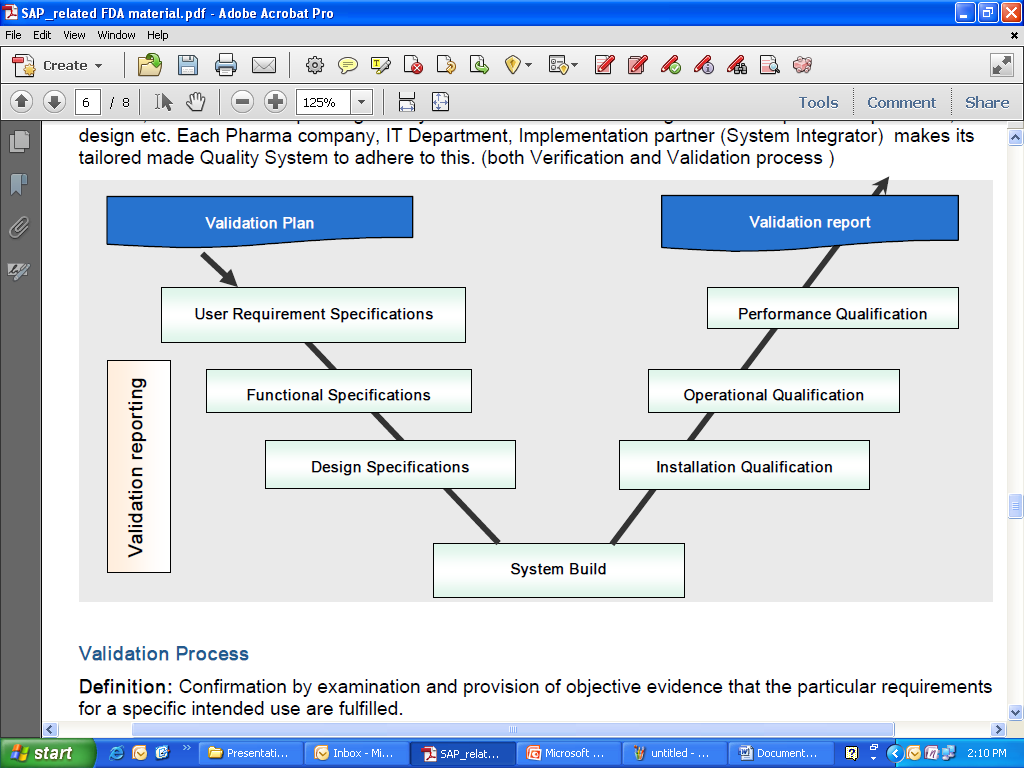 SAP_related FDA material.pdf - Adobe Acrobat Pro
File Edit View Window Help
Create
6 / 8 125% Tools Comment Share
design etc. Each Pharma company, IT Department, Implementation partner (System Integrator) makes its
tailored made Quality System to adhere to this. (both Verification and Validation process )
Validation Plan
Validation report
User Requirement Specifications
Performance Qualification
Functional Specifications
Operational Qualification
Design Specifications
Installation Qualification
System Build
Validation reporting
Validation Process
Definition: Confirmation by examination and provision of objective evidence that the particular requirements
for a specific intended use are fulfilled.
start Presentati... Inbox - Mi... SAP_relat... Microsoft ... untitled - ... Document... 2:10 PM